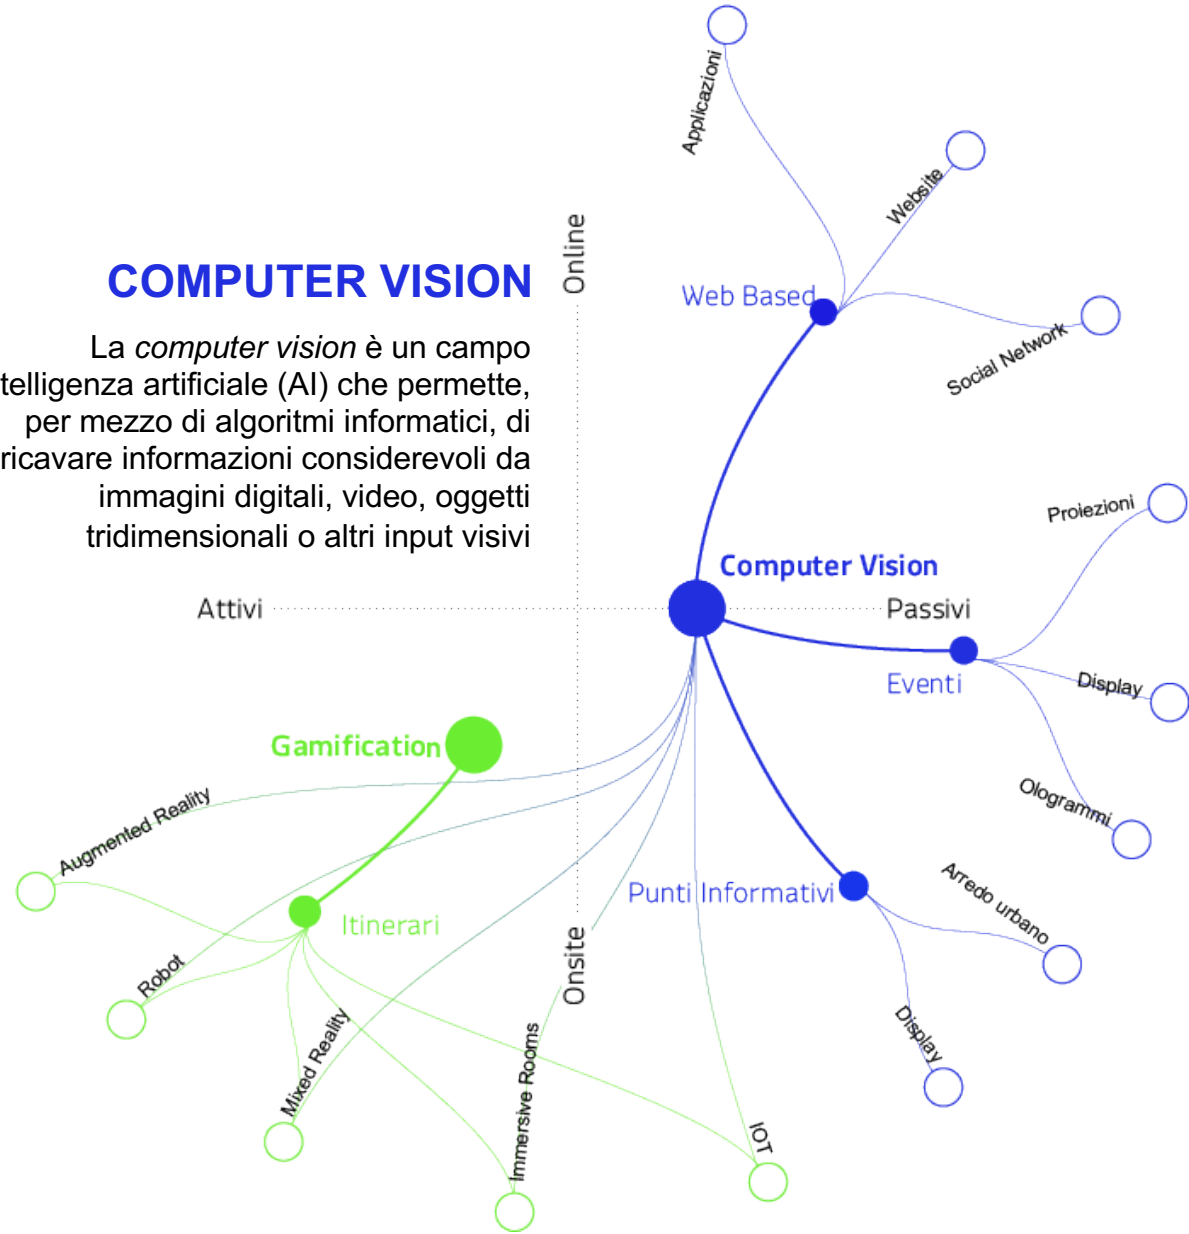 Applicazioni
Website
Online
COMPUTER VISION
Web Based
Social Network
La computer vision è un campo
telligenza artificiale (AI) che permette,
per mezzo di algoritmi informatici, di
ricavare informazioni considerevoli da
immagini digitali, video, oggetti
tridimensionali o altri input visivi
Proiezioni
Computer Vision
Attivi
Passivi
Eventi
Display
Gamification
Augmented Reality
Ologrammi
Punti Informativi
Arredo urbano
Itinerari
Onsite
Robot
Display
Mixed Reality
Immersive Rooms
IOT